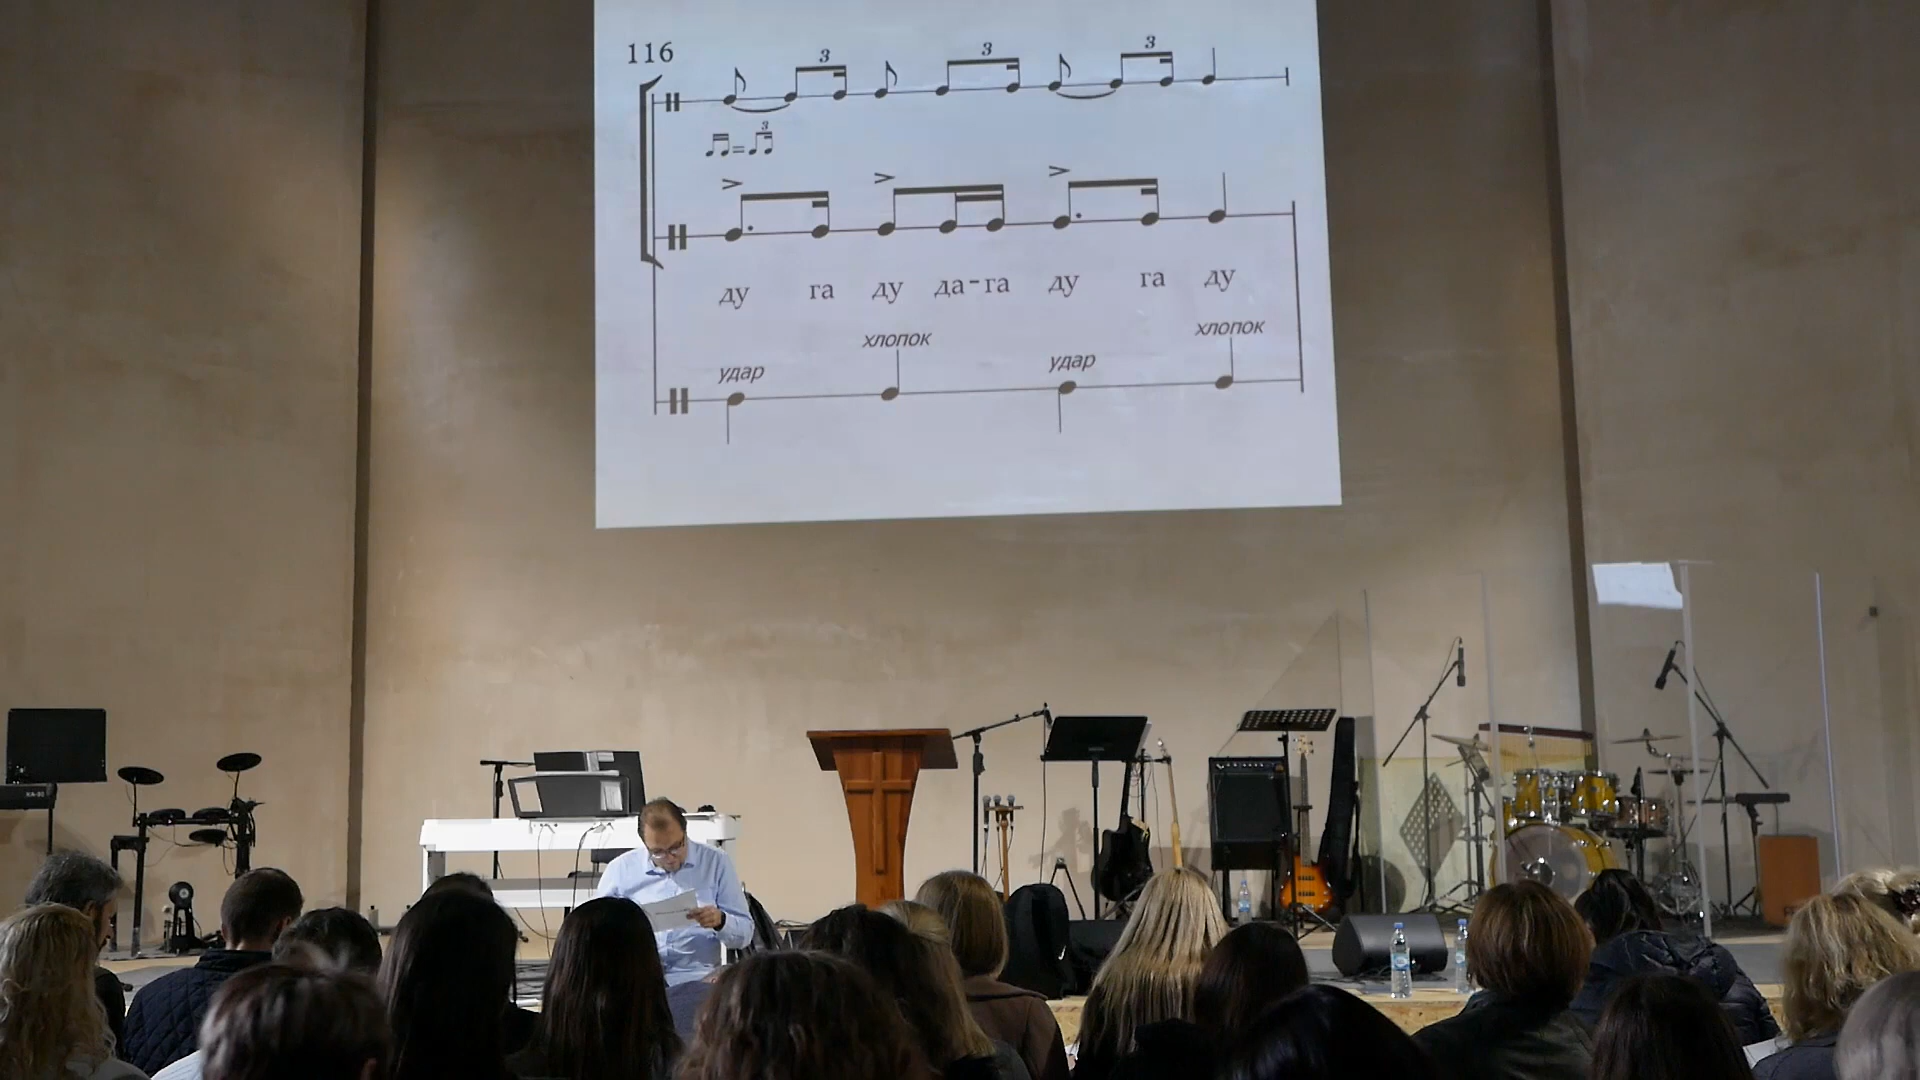 116
3 3 3
3
=
ду га ду да-га ду га ду
удар хлопок удар хлопок